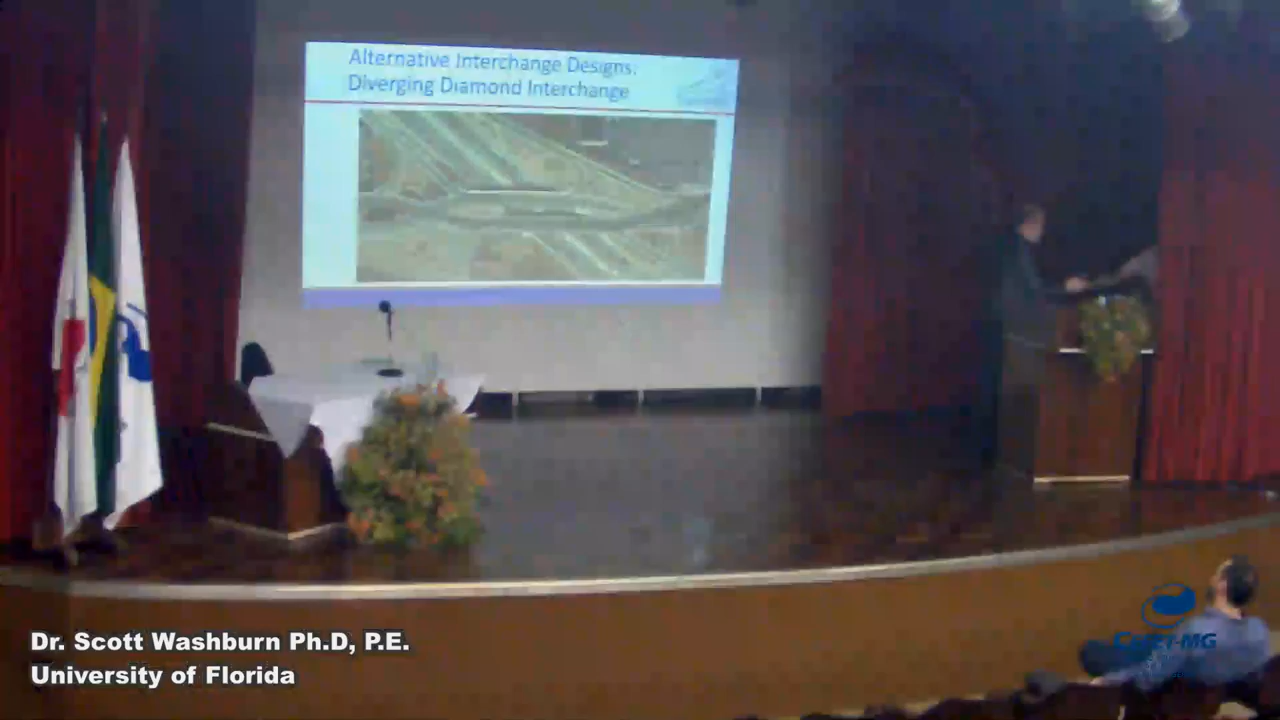 Alternative Interchange Designs:
Diverging Diamond Interchange
Dr. Scott Washburn Ph.D, P.E.
University of Florida
CEFET-MG